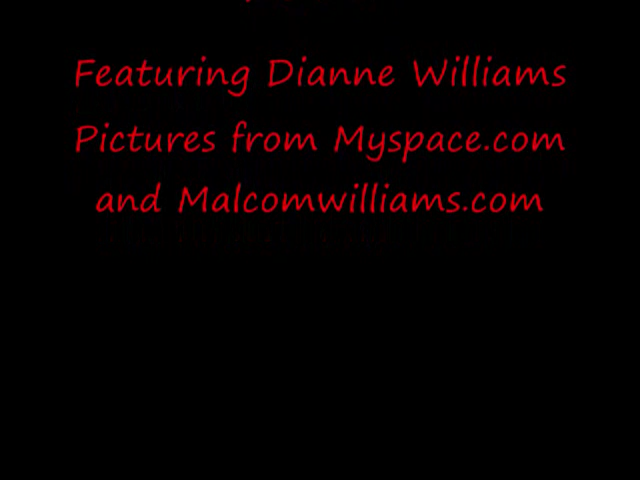 Featuring Dianne Williams
Pictures from Myspace.com
and Malcomwilliams.com